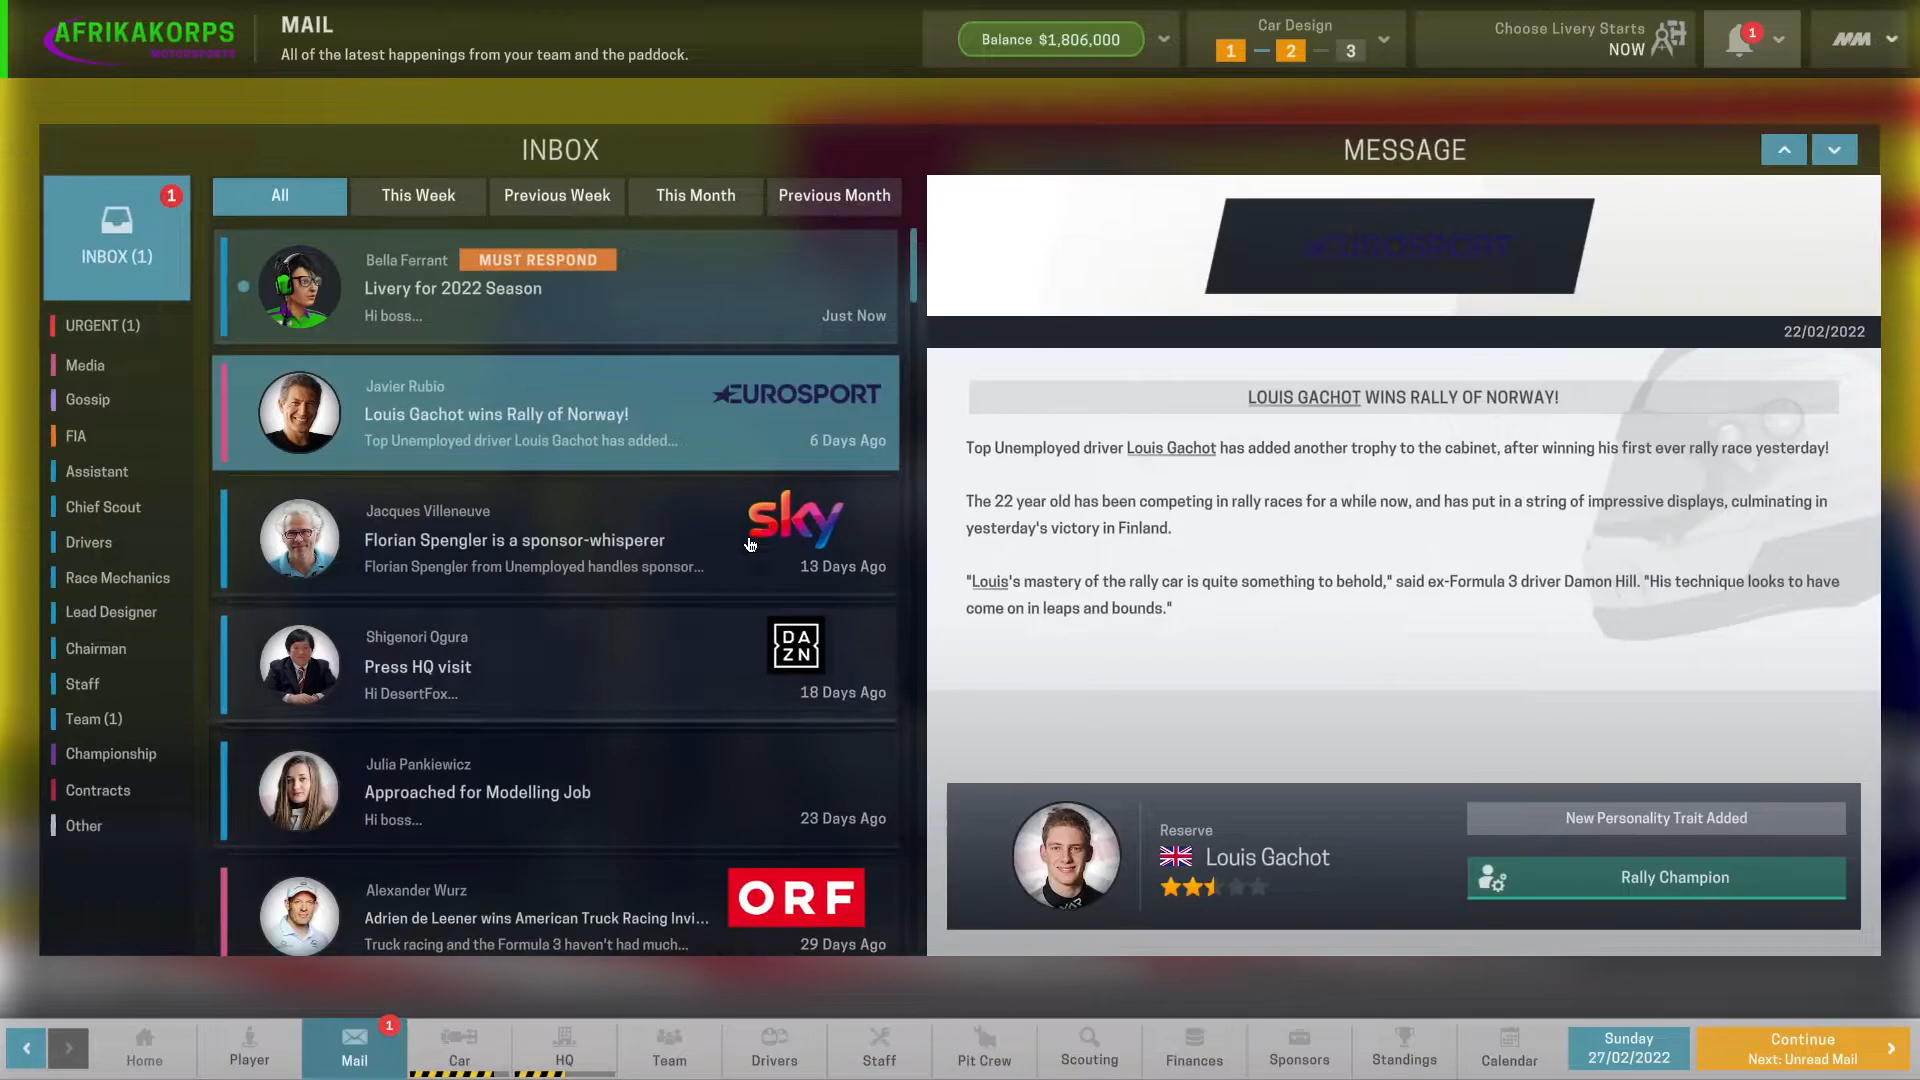 AFRIKAKORPS
MOTORSPORTS
MAIL
All of the latest happenings from your team and the paddock.
Balance $1,806,000
Car Design
1 2 3
Choose Livery Starts
NOW
1
INBOX
MESSAGE
1
INBOX (1)
All
This Week
Previous Week
This Month
Previous Month
URGENT (1)
Media
Gossip
FIA
Assistant
Chief Scout
Drivers
Race Mechanics
Lead Designer
Chairman
Staff
Team (1)
Championship
Contracts
Other
Bella Ferrant
MUST RESPOND
Livery for 2022 Season
Hi boss...
Just Now
Javier Rubio
EUROSPORT
Louis Gachot wins Rally of Norway!
Top Unemployed driver Louis Gachot has added...
6 Days Ago
Jacques Villeneuve
sky
Florian Spengler is a sponsor-whisperer
Florian Spengler from Unemployed handles sponsor...
13 Days Ago
Shigenori Ogura
DA
ZN
Press HQ visit
Hi DesertFox...
18 Days Ago
Julia Pankiewicz
Approached for Modelling Job
Hi boss...
23 Days Ago
Alexander Wurz
ORF
Adrien de Leener wins American Truck Racing Invi...
Truck racing and the Formula 3 haven't had much...
29 Days Ago
EUROSPORT
22/02/2022
LOUIS GACHOT WINS RALLY OF NORWAY!
Top Unemployed driver Louis Gachot has added another trophy to the cabinet, after winning his first ever rally race yesterday!
The 22 year old has been competing in rally races for a while now, and has put in a string of impressive displays, culminating in
yesterday's victory in Finland.
"Louis's mastery of the rally car is quite something to behold," said ex-Formula 3 driver Damon Hill. "His technique looks to have
come on in leaps and bounds."
Reserve
Louis Gachot
New Personality Trait Added
Rally Champion
Home
Player
1
Mail
Car
HQ
Team
Drivers
Staff
Pit Crew
Scouting
Finances
Sponsors
Standings
Calendar
Sunday
27/02/2022
Continue
Next: Unread Mail